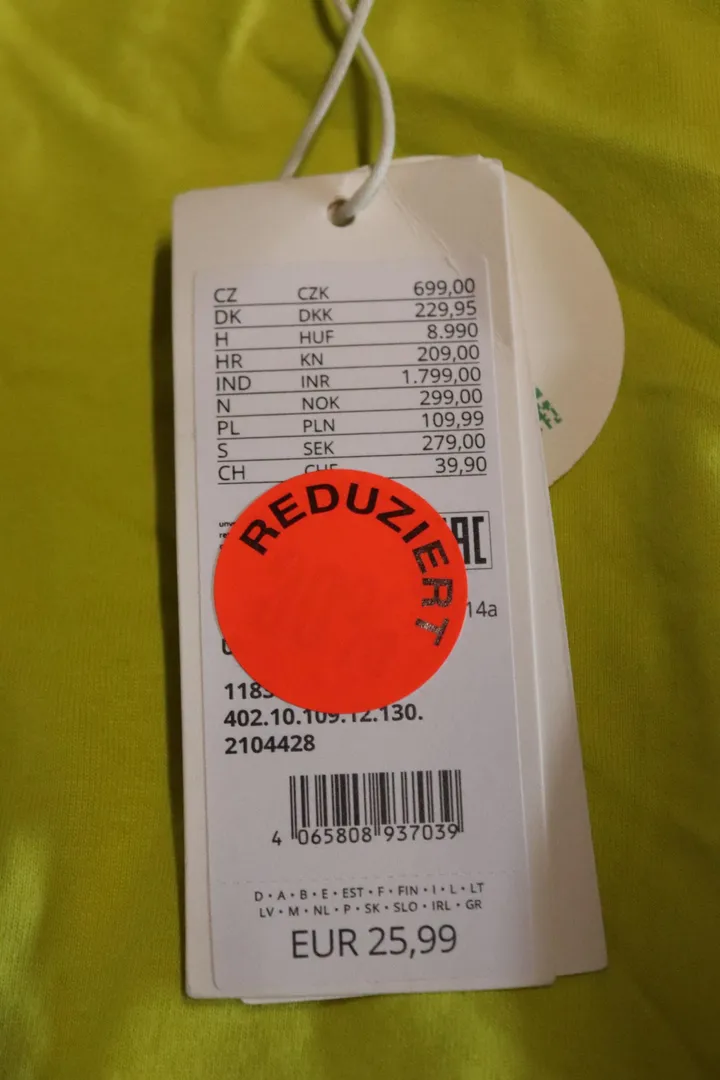 CZ CZK 699,00
DK DKK 229,95
H HUF 8.990
HR KN 209,00
IND INR 1.799,00
N NOK 299,00
PL PLN 109,99
S SEK 279,00
CH CHF 39,90
REDUZIERT
14a
402.10.109.12.130.
2104428
4 065808 937039
D • A • B • E • EST • F • FIN • I • L • LT
LV • M • NL • P • SK • SLO • IRL • GR
EUR 25,99